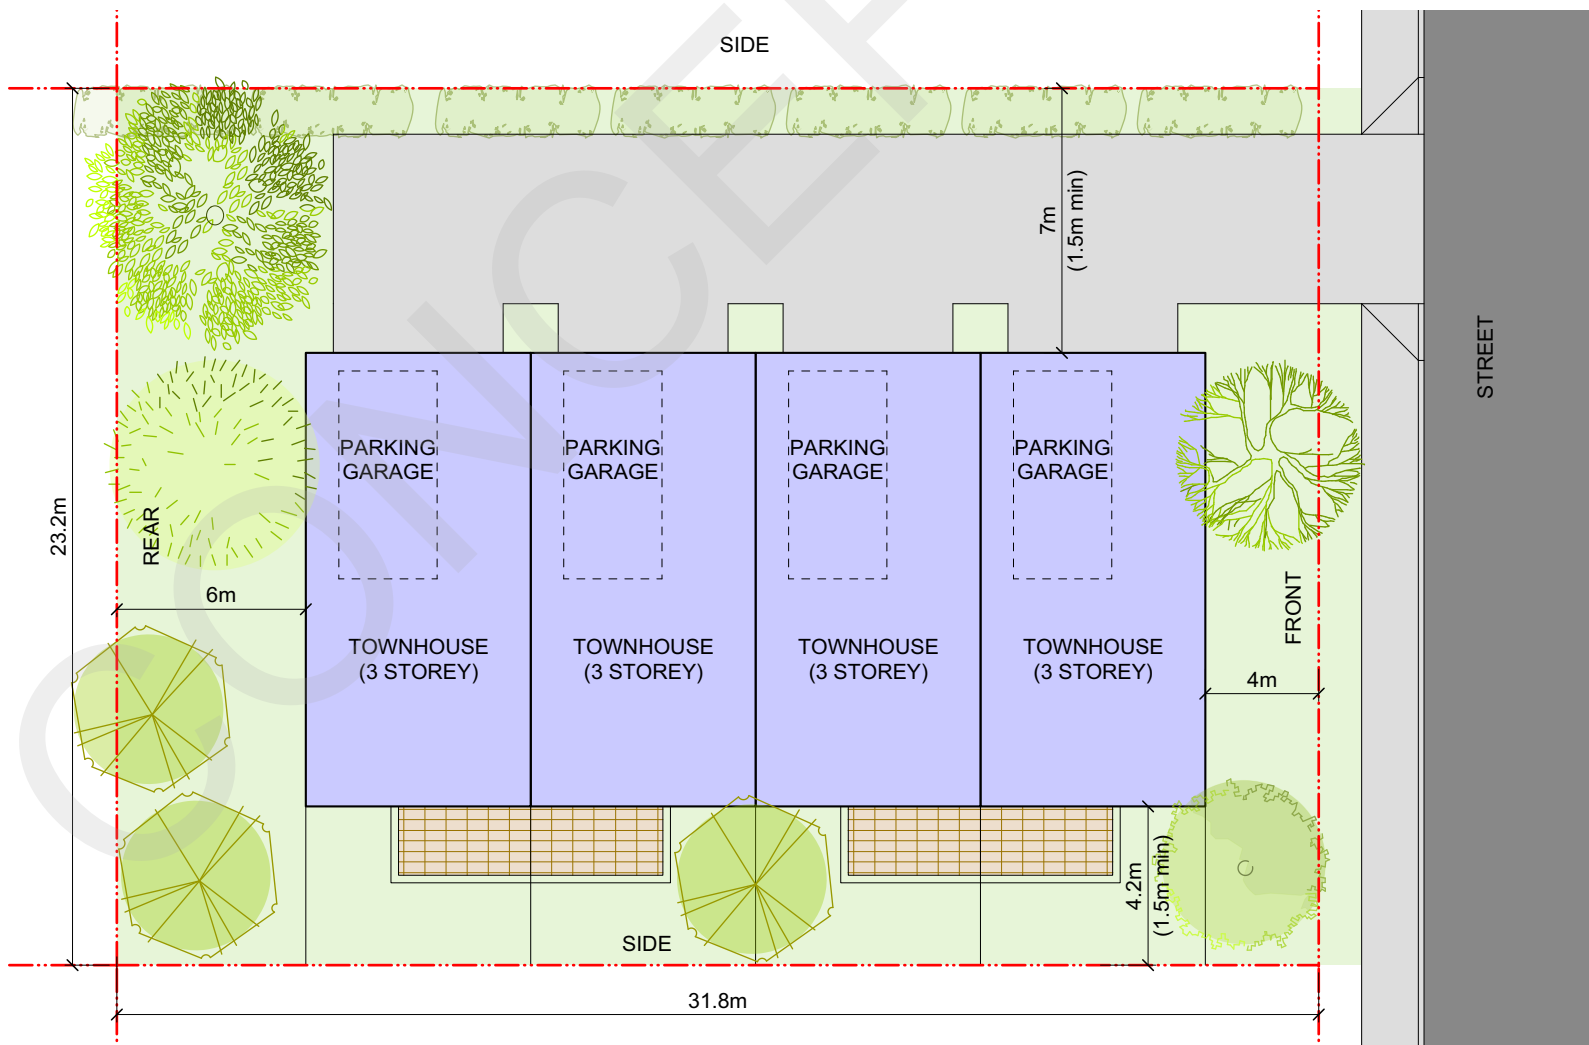 SIDE
7m
(1.5m min)
STREET
PARKING
GARAGE
PARKING
GARAGE
PARKING
GARAGE
PARKING
GARAGE
23.2m
REAR
6m
FRONT
TOWNHOUSE
(3 STOREY)
TOWNHOUSE
(3 STOREY)
TOWNHOUSE
(3 STOREY)
TOWNHOUSE
(3 STOREY)
4m
4.2m
(1.5m min)
SIDE
31.8m
CONCEP